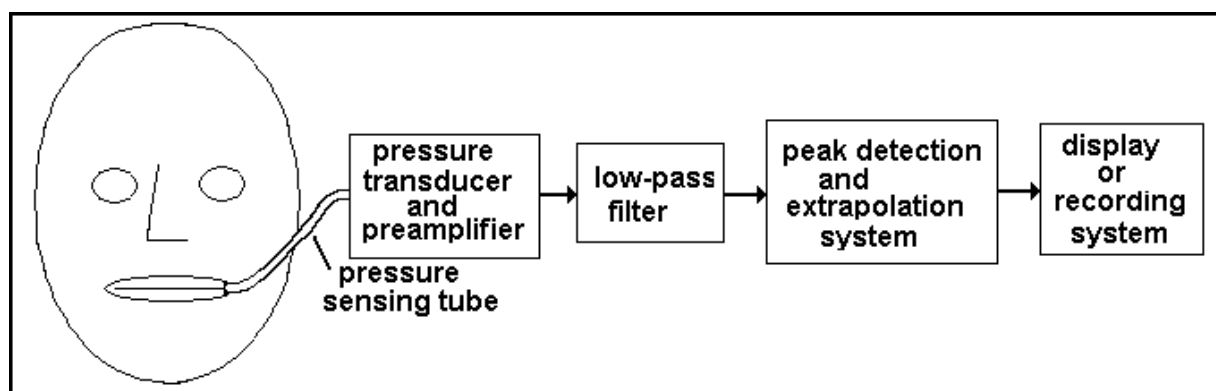 pressure
transducer
and
preamplifier
pressure
sensing tube
low-pass
filter
peak detection
and
extrapolation
system
display
or
recording
system